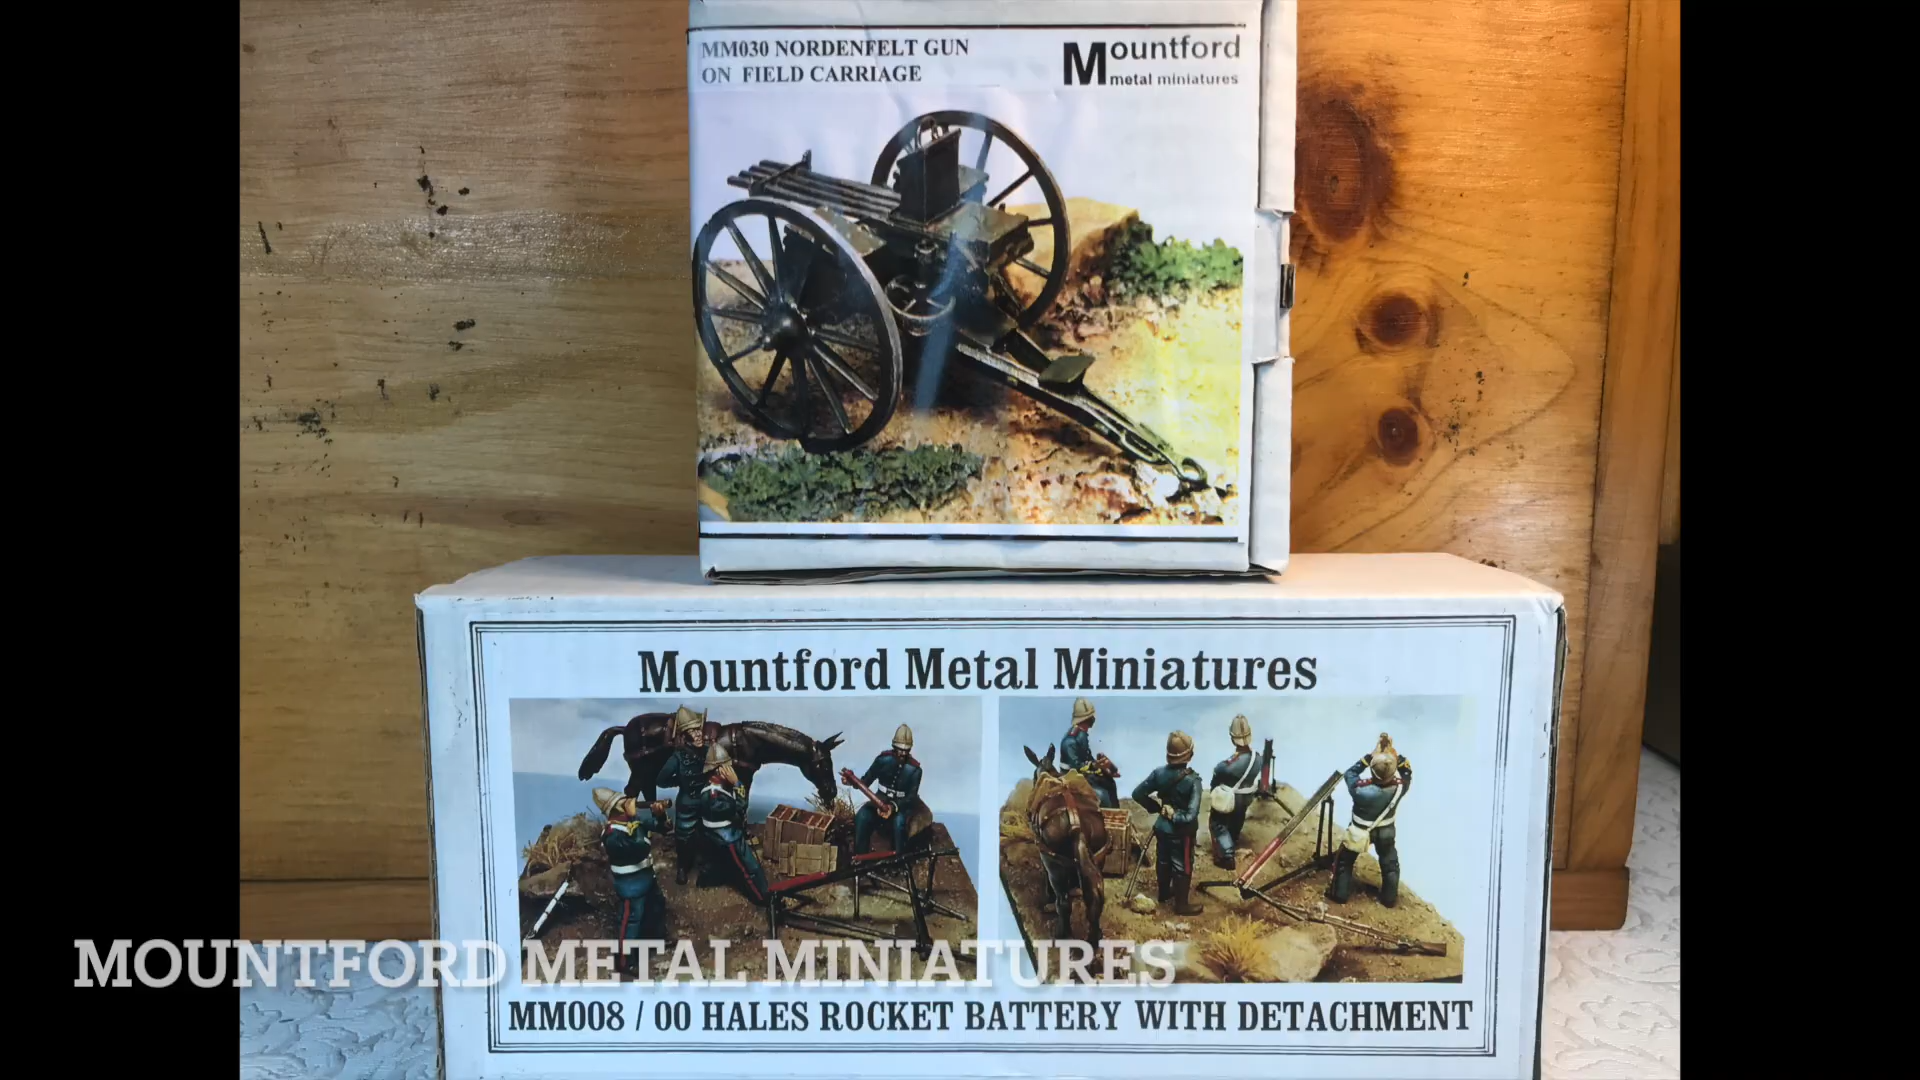 MM030 NORDENFELT GUN
ON FIELD CARRIAGE
Mountford
metal miniatures
Mountford Metal Miniatures
MOUNTFORD METAL MINIATURES
MM008 / 00 HALES ROCKET BATTERY WITH DETACHMENT